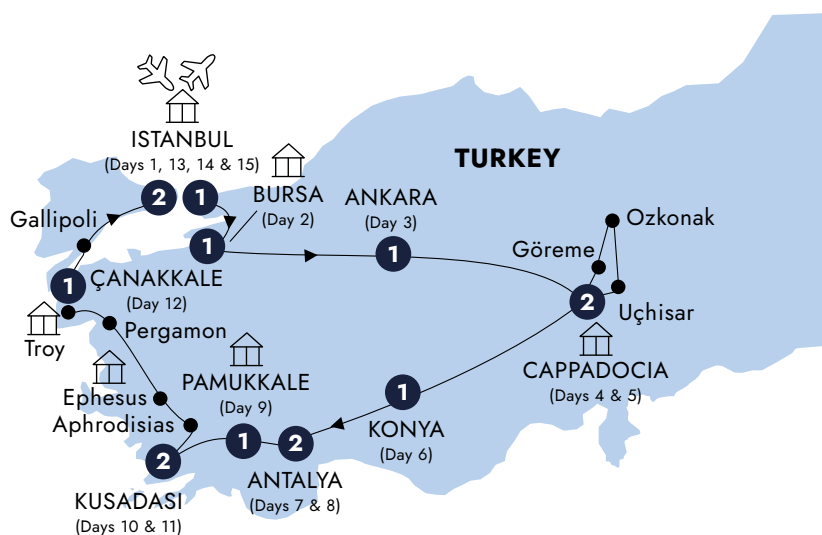 ISTANBUL
(Days 1, 13, 14 & 15)
TURKEY
2
1
BURSA
(Day 2)
1
ANKARA
(Day 3)
1
Gallipoli
Ozkonak
Göreme
Uçhisar
2
CAPPADOCIA
(Days 4 & 5)
1
ÇANAKKALE
(Day 12)
Troy
Pergamon
Ephesus
Aphrodisias
PAMUKKALE
(Day 9)
1
1
KONYA
(Day 6)
2
ANTALYA
(Days 7 & 8)
2
KUSADASI
(Days 10 & 11)